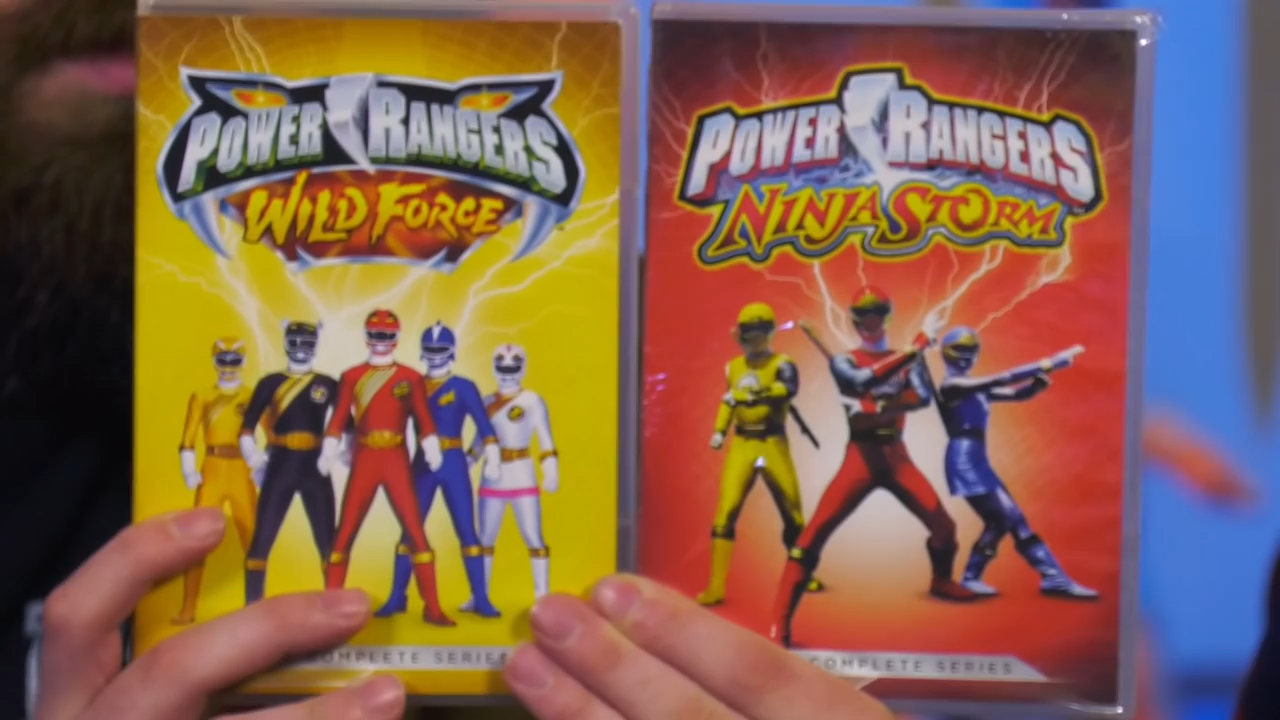 POWER RANGERS
WILD FORCE
COMPLETE SERIES
POWER RANGERS
NINJA STORM
COMPLETE SERIES